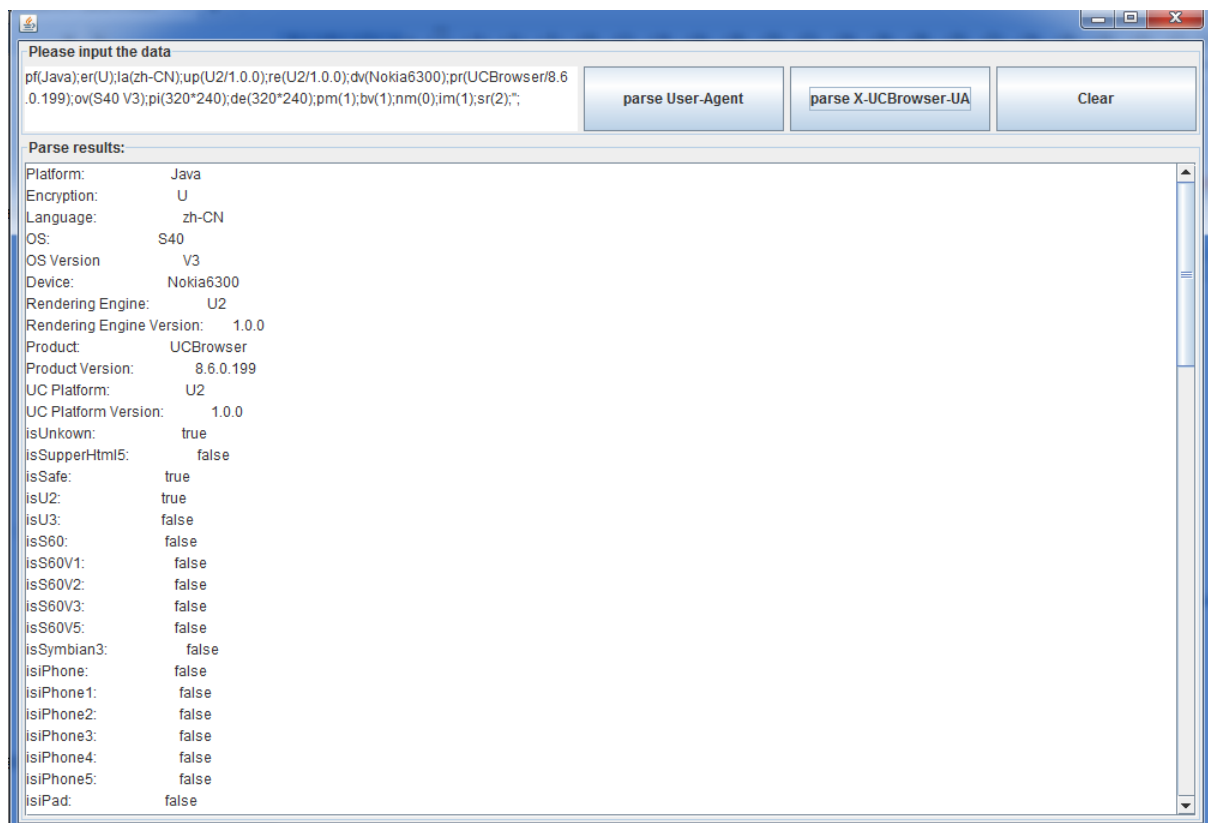 Please input the data
pf(Java);er(U);la(zh-CN);up(U2/1.0.0);re(U2/1.0.0);dv(Nokia6300);pr(UCBrowser/8.6
.0.199);ov(S40 V3);pi(320*240);de(320*240);pm(1);bv(1);nm(0);im(1);sr(2);";
parse User-Agent
parse X-UCBrowser-UA
Clear
Parse results:
Platform: Java
Encryption: U
Language: zh-CN
OS: S40
OS Version V3
Device: Nokia6300
Rendering Engine: U2
Rendering Engine Version: 1.0.0
Product: UCBrowser
Product Version: 8.6.0.199
UC Platform: U2
UC Platform Version: 1.0.0
isUnkown: true
isSupperHtml5: false
isSafe: true
isU2: true
isU3: false
isS60: false
isS60V1: false
isS60V2: false
isS60V3: false
isS60V5: false
isSymbian3: false
isiPhone: false
isiPhone1: false
isiPhone2: false
isiPhone3: false
isiPhone4: false
isiPhone5: false
isiPad: false